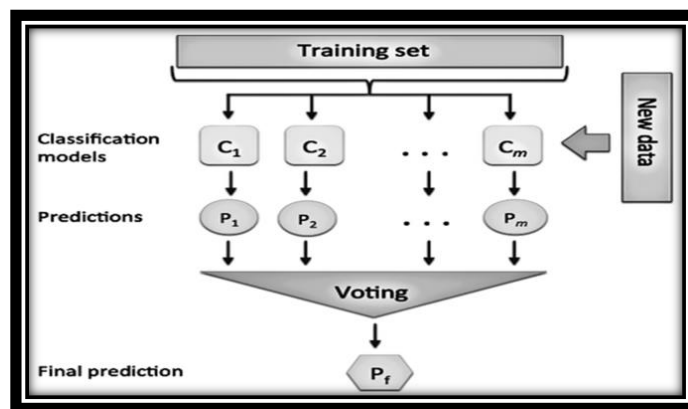 Training set
New data
Classification
models
C1 C2 . . . Cm
Predictions
P1 P2 . . . Pm
Voting
Final prediction
Pf